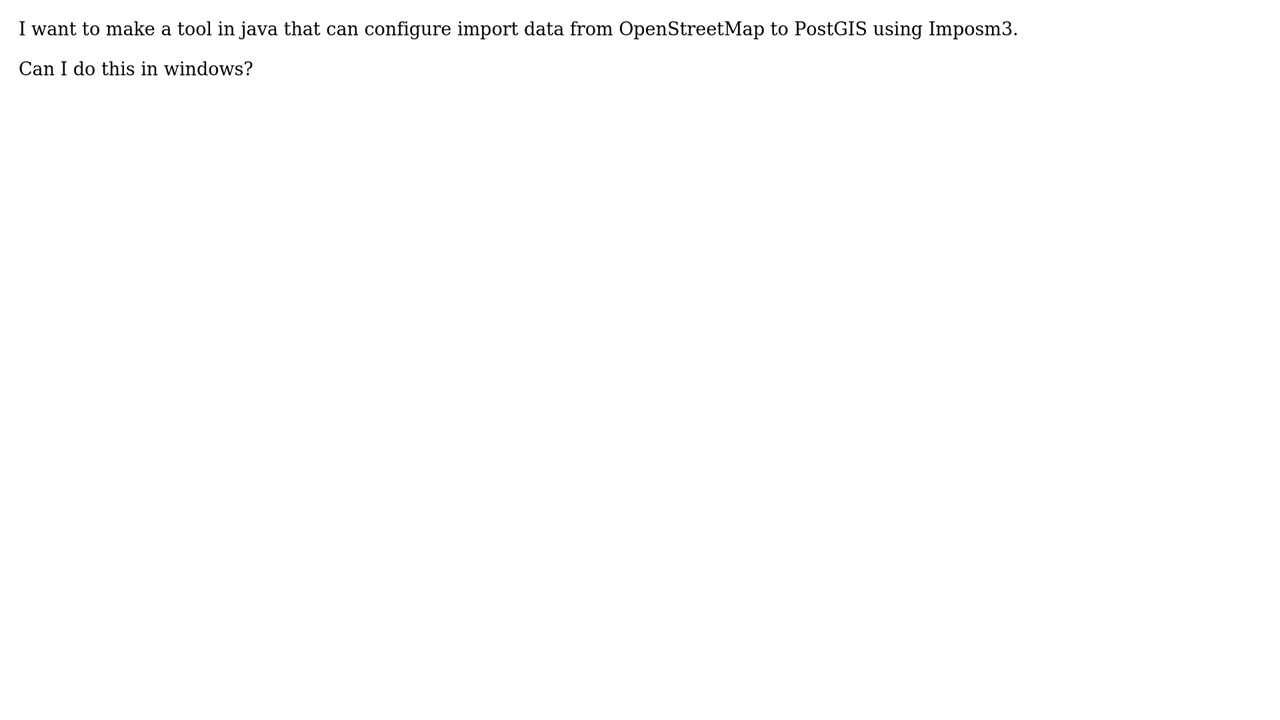 I want to make a tool in java that can configure import data from OpenStreetMap to PostGIS using Imposm3.
Can I do this in windows?